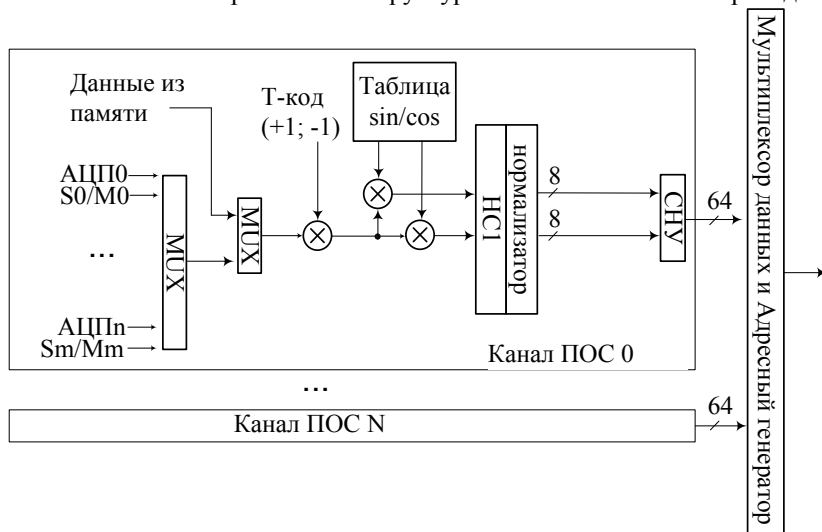 Данные из
памяти
Т-код
(+1; -1)
Таблица
sin/cos
АЦП0
S0/M0
...
АЦПn
Sm/Mm
MUX
MUX
НС1
нормализатор
8
8
СНУ
64
Канал ПОС 0
...
Канал ПОС N
64
Мультиплексор данных и Адресный генератор